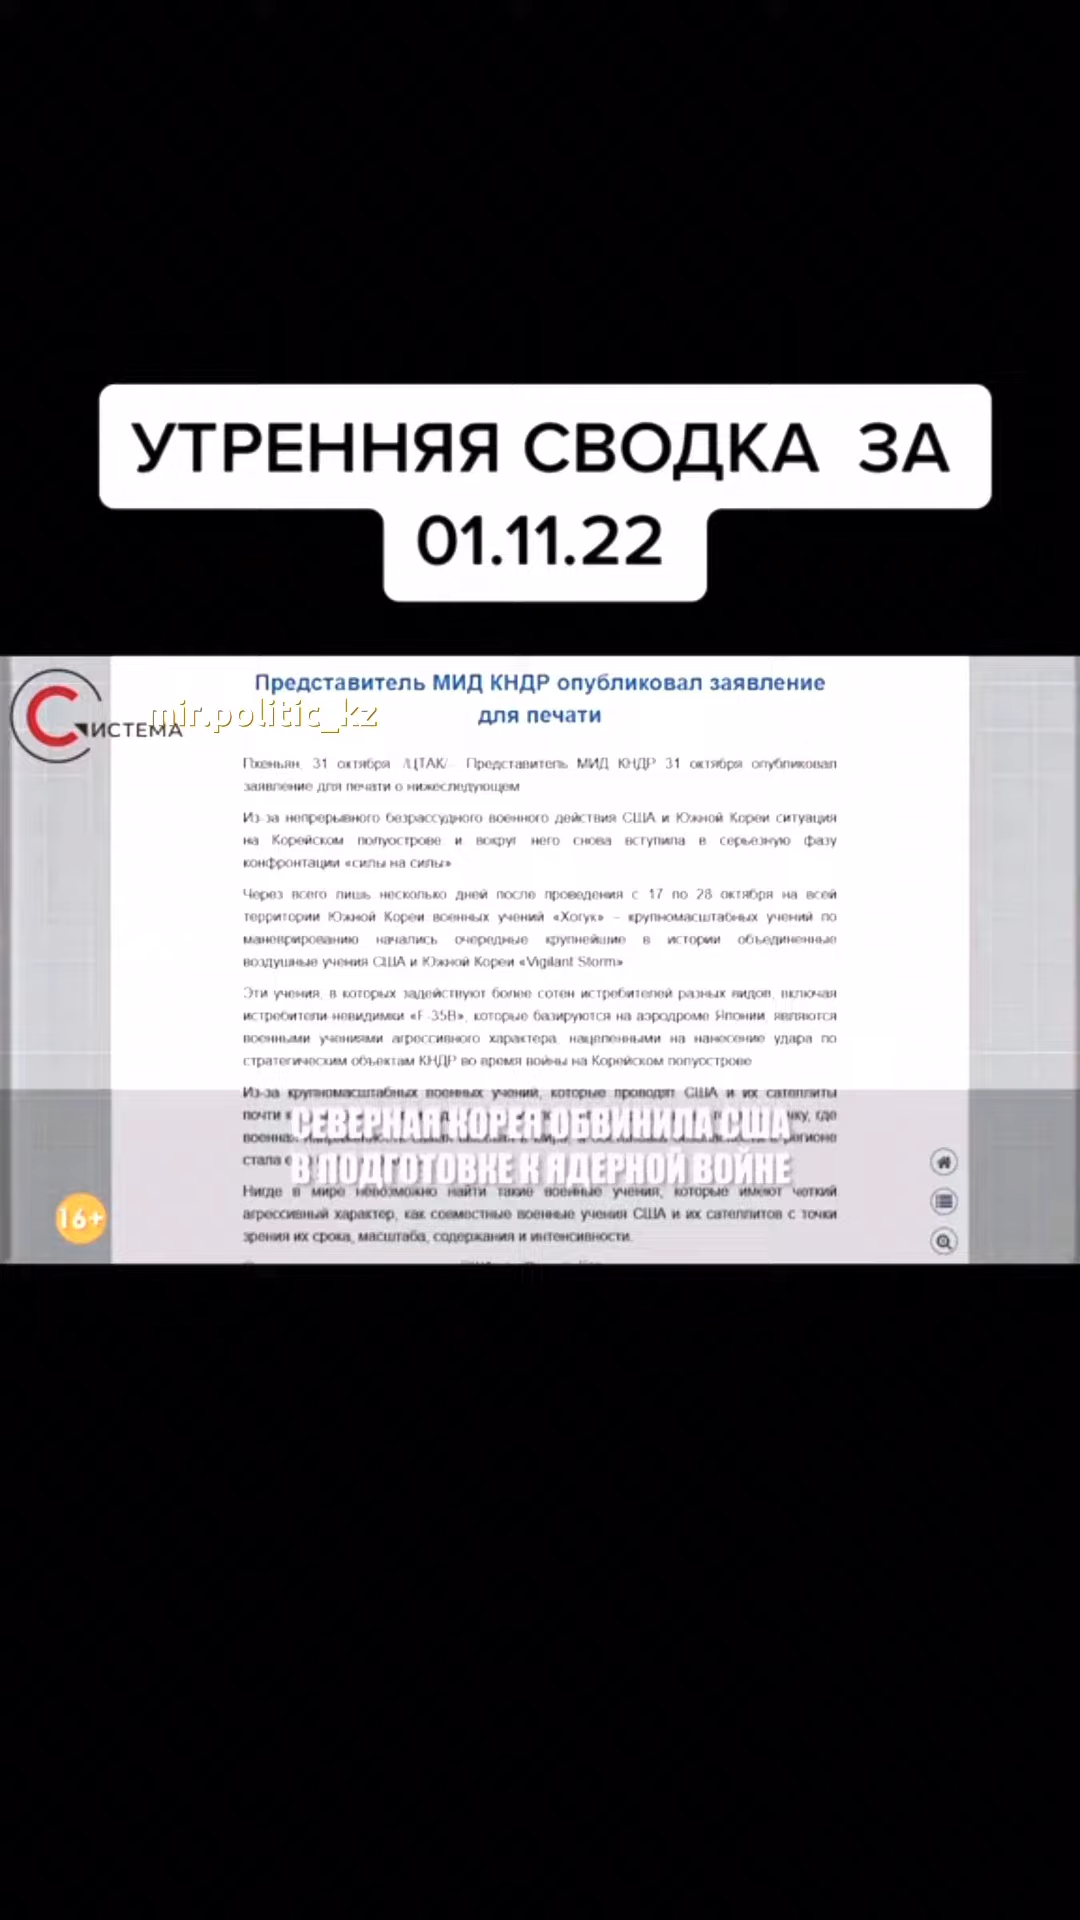 УТРЕННЯЯ СВОДКА ЗА
01.11.22
Представитель МИД КНДР опубликовал заявление
для печати
СИСТЕМА
mir.politic_kz
Пхеньян, 31 октября /ЦТАК/-- Представитель МИД КНДР 31 октября опубликовал
заявление для печати о нижеследующем
Из-за непрерывного безрассудного военного действия США и Южной Кореи ситуация
на Корейском полуострове и вокруг него снова вступила в серьезную фазу
конфронтации «силы на силы»
Через всего лишь несколько дней после проведения с 17 по 28 октября на всей
территории Южной Кореи военных учений «Хогук» – крупномасштабных учений по
маневрированию начались очередные крупнейшие в истории объединенные
воздушные учения США и Южной Кореи «Vigilant Storm»
Эти учения, в которых задействуют более сотен истребителей разных видов, включая
истребители-невидимки «F-35B», которые базируются на аэродроме Японии, являются
военными учениями агрессивного характера, нацеленными на нанесение удара по
стратегическим объектам КНДР во время войны на Корейском полуострове
Из-за крупномасштабных военных учений, которые проводят США и их сателлиты
почти где
СЕВЕРНАЯ КОРЕЯ ОБВИНИЛА США
регионе
стала
В ПОДГОТОВКЕ К ЯДЕРНОЙ ВОЙНЕ
Нигде в мире невозможно найти такие военные учения, которые имеют четкий
агрессивный характер, как совместные военные учения США и их сателлитов с точки
зрения их срока, масштаба, содержания и интенсивности.
16+